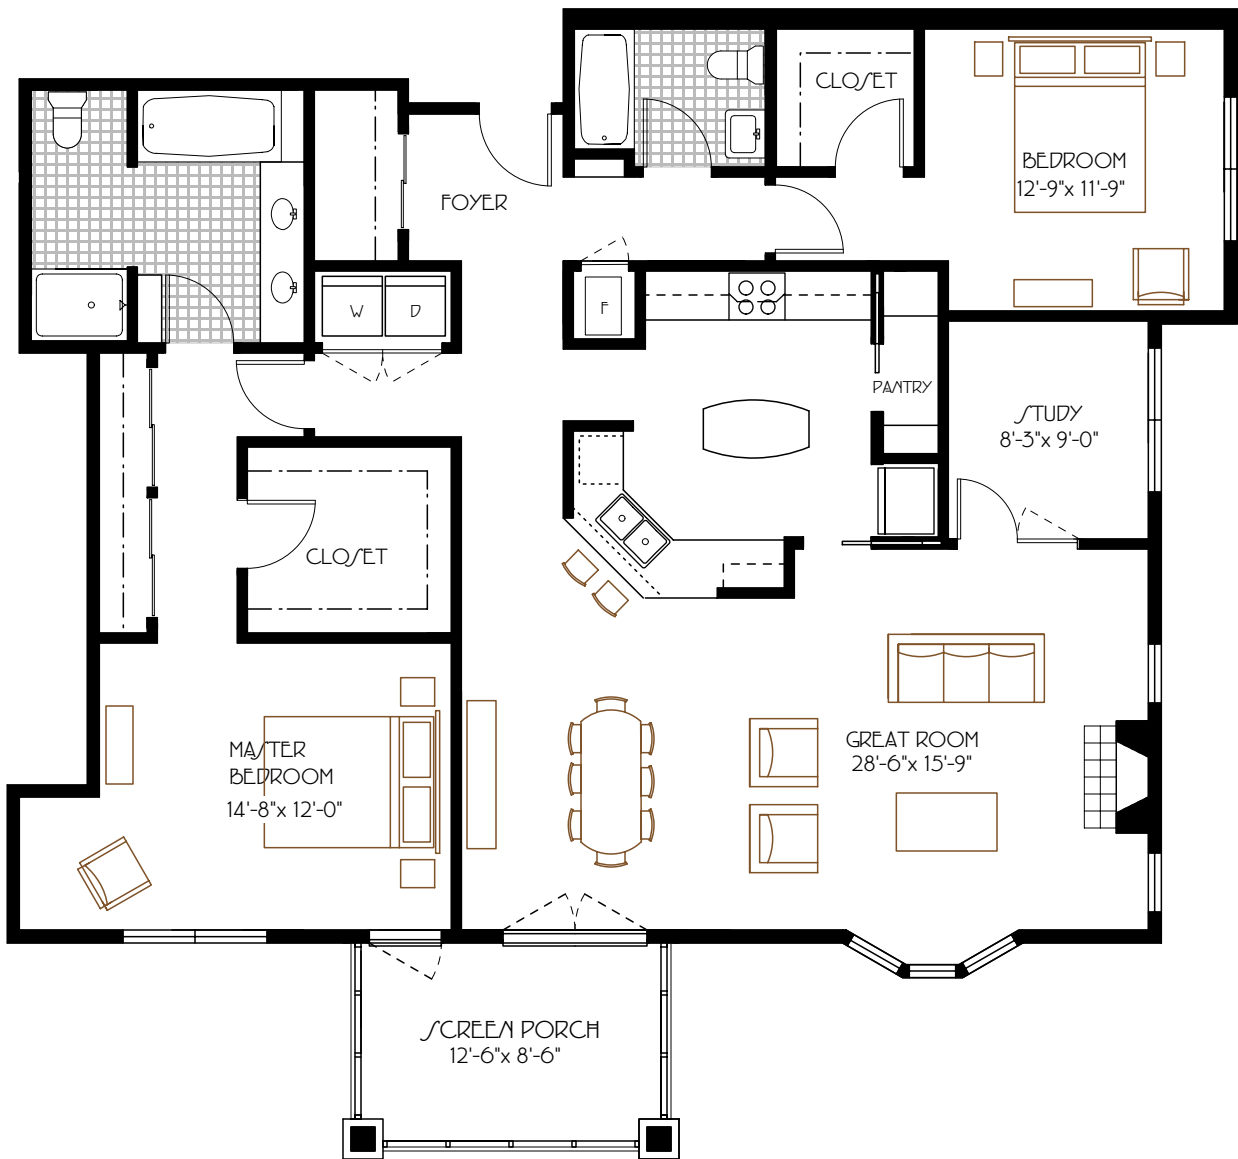 CLOSET
BEDROOM
12'-9"x 11'-9"
FOYER
W
D
F
PANTRY
STUDY
8'-3"x 9'-0"
CLOSET
MASTER
BEDROOM
14'-8"x 12'-0"
GREAT ROOM
28'-6"x 15'-9"
SCREEN PORCH
12'-6"x 8'-6"